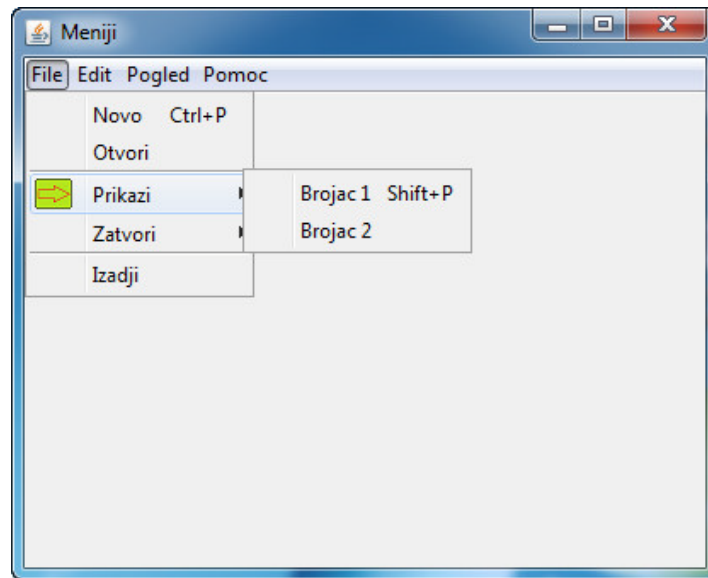 Meniji
File Edit Pogled Pomoc
Novo Ctrl+P
Otvori
Prikazi
Brojac 1 Shift+P
Zatvori
Brojac 2
Izadji